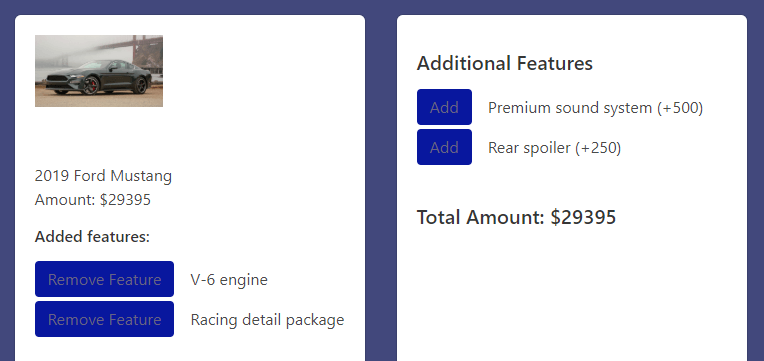 2019 Ford Mustang
Amount: $29395
Added features:
Remove Feature V-6 engine
Remove Feature Racing detail package
Additional Features
Add Premium sound system (+500)
Add Rear spoiler (+250)
Total Amount: $29395